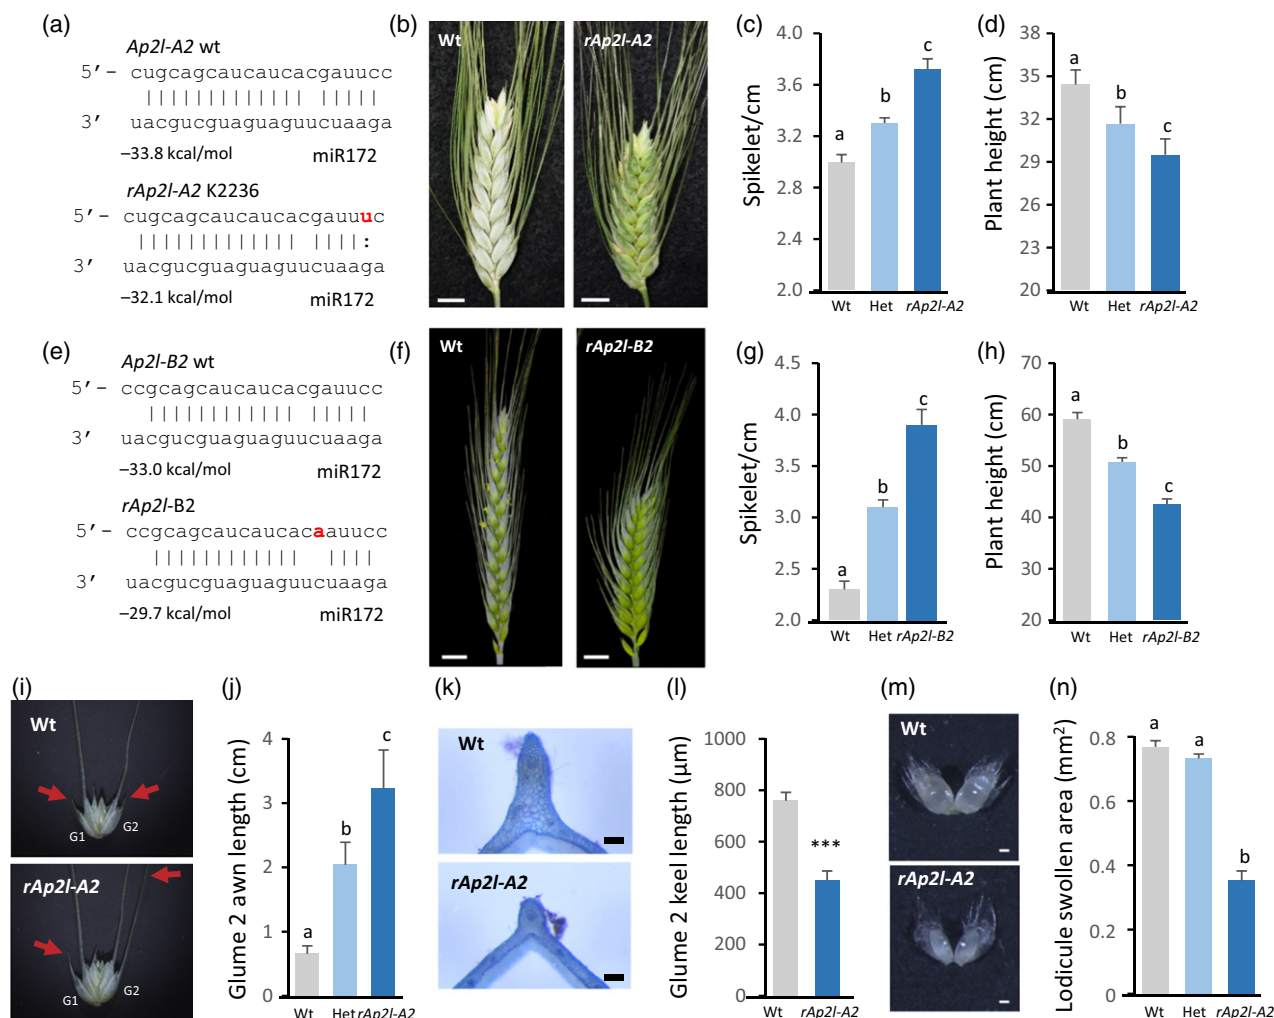 (a)
Ap2l-A2 wt
5’ – cugcagcaucaucacgauucc
||||||||||||| |||||
3’ uacgucguaguaguucuaaga
–33.8 kcal/mol miR172
rAp2l-A2 K2236
5’ – cugcagcaucaucacgauuuc
||||||||||||| ||||:
3’ uacgucguaguaguucuaaga
–32.1 kcal/mol miR172
(b)
Wt
rAp2l-A2
(c)
Spikelet/cm
4.0
3.6
3.2
2.8
2.4
2.0
a
b
c
Wt Het rAp2l-A2
(d)
Plant height (cm)
38
35
32
29
26
23
20
a
b
c
Wt Het rAp2l-A2
(e)
Ap2l-B2 wt
5’ – ccgcagcaucaucacgauucc
|||||||||||| |||||
3’ uacgucguaguaguucuaaga
–33.0 kcal/mol miR172
rAp2l-B2
5’ – ccgcagcaucaucacaauucc
|||||||||||| ||||
3’ uacgucguaguaguucuaaga
–29.7 kcal/mol miR172
(f)
Wt
rAp2l-B2
(g)
Spikelet/cm
4.5
4.0
3.5
3.0
2.5
2.0
a
b
c
Wt Het rAp2l-B2
(h)
Plant height (cm)
70
60
50
40
30
20
a
b
c
Wt Het rAp2l-B2
(i)
Wt
G1 G2
rAp2l-A2
G1 G2
(j)
Glume 2 awn length (cm)
4
3
2
1
0
a
b
c
Wt Het rAp2l-A2
(k)
Wt
rAp2l-A2
(l)
Glume 2 keel length (µm)
1000
800
600
400
200
0
***
Wt rAp2l-A2
(m)
Wt
rAp2l-A2
(n)
Lodicule swollen area (mm²)
0.8
0.6
0.4
0.2
0
a
a
b
Wt Het rAp2l-A2